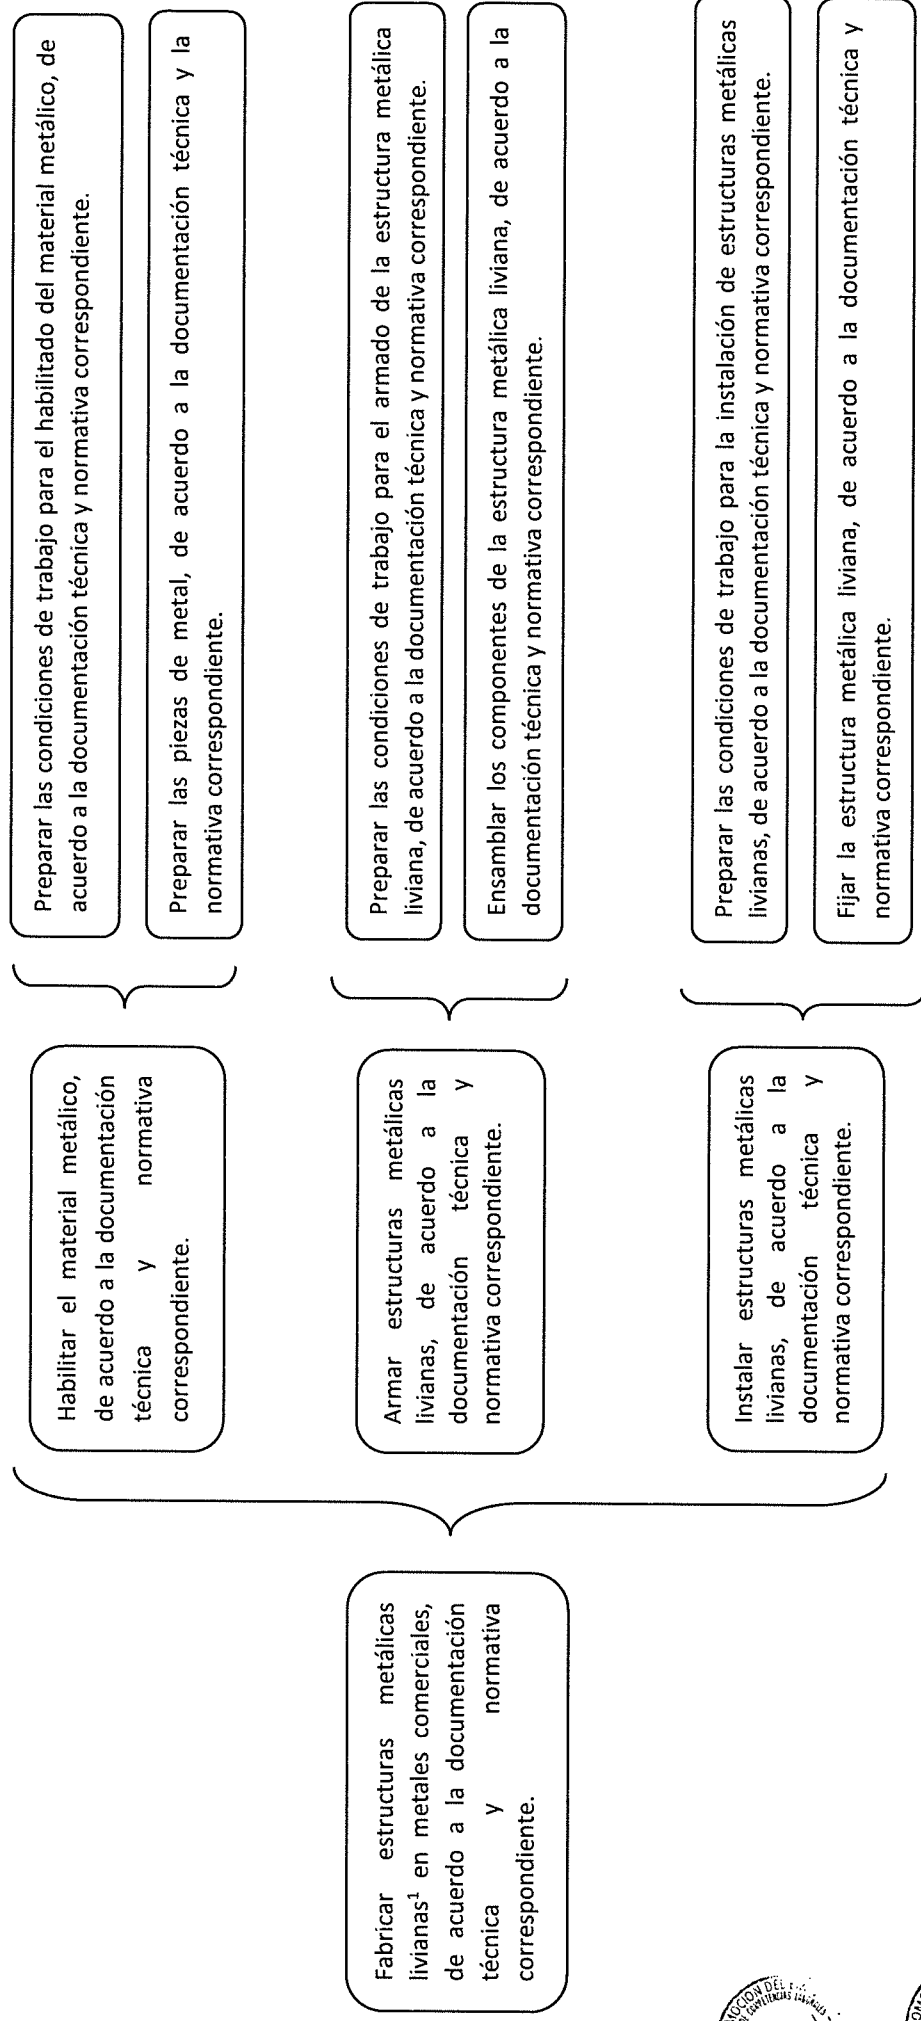 Fabricar estructuras metálicas
livianas¹ en metales comerciales,
de acuerdo a la documentación
técnica y normativa
correspondiente.
Habilitar el material metálico,
de acuerdo a la documentación
técnica y normativa
correspondiente.
Preparar las condiciones de trabajo para el habilitado del material metálico, de
acuerdo a la documentación técnica y normativa correspondiente.
Preparar las piezas de metal, de acuerdo a la documentación técnica y la
normativa correspondiente.
Armar estructuras metálicas
livianas, de acuerdo a la
documentación técnica y
normativa correspondiente.
Preparar las condiciones de trabajo para el armado de la estructura metálica
liviana, de acuerdo a la documentación técnica y normativa correspondiente.
Ensamblar los componentes de la estructura metálica liviana, de acuerdo a la
documentación técnica y normativa correspondiente.
Instalar estructuras metálicas
livianas, de acuerdo a la
documentación técnica y
normativa correspondiente.
Preparar las condiciones de trabajo para la instalación de estructuras metálicas
livianas, de acuerdo a la documentación técnica y normativa correspondiente.
Fijar la estructura metálica liviana, de acuerdo a la documentación técnica y
normativa correspondiente.